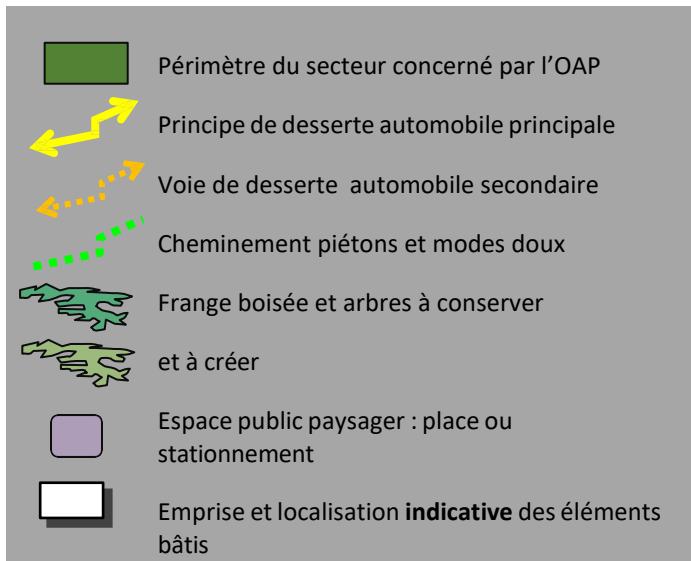 Périmètre du secteur concerné par l’OAP
Principe de desserte automobile principale
Voie de desserte automobile secondaire
Cheminement piétons et modes doux
Frange boisée et arbres à conserver
et à créer
Espace public paysager : place ou
stationnement
Emprise et localisation indicative des éléments
bâtis